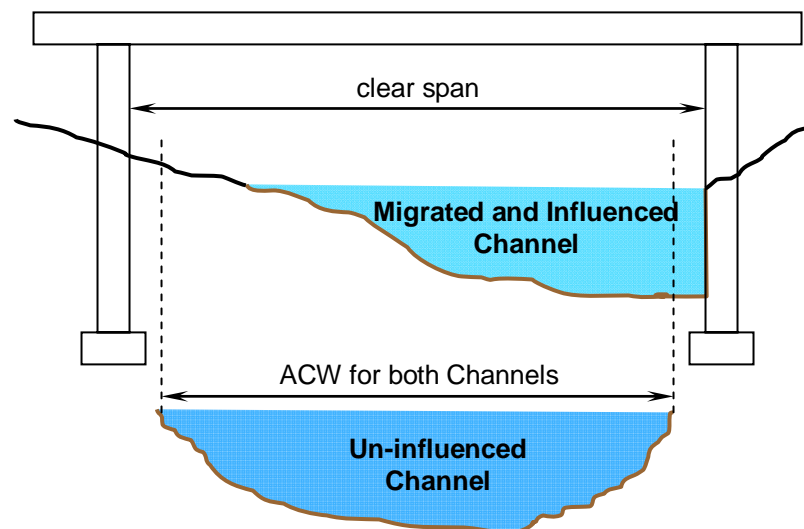 clear span
Migrated and Influenced
Channel
ACW for both Channels
Un-influenced
Channel